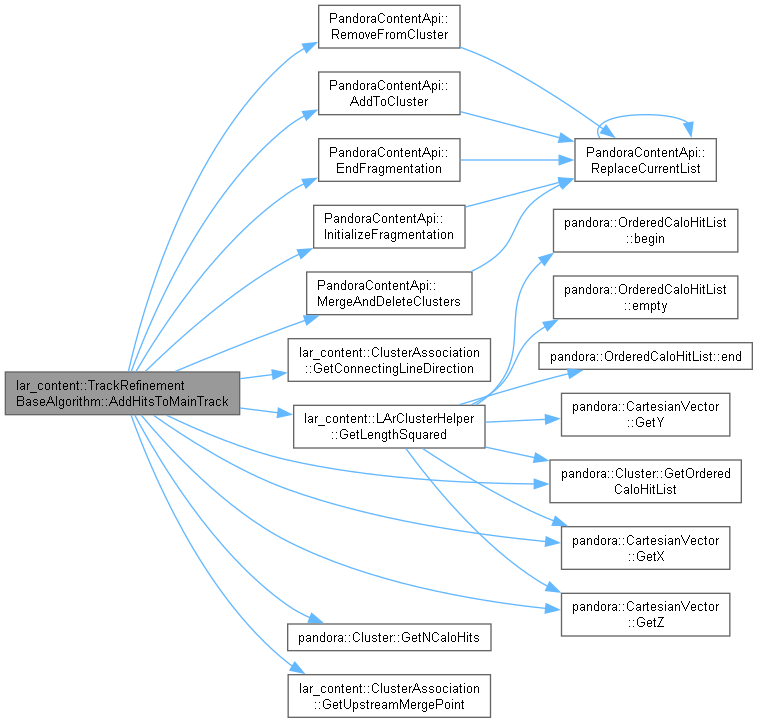 PandoraContentApi::
RemoveFromCluster
PandoraContentApi::
AddToCluster
PandoraContentApi::
EndFragmentation
PandoraContentApi::
InitializeFragmentation
PandoraContentApi::
MergeAndDeleteClusters
lar_content::ClusterAssociation
::GetConnectingLineDirection
lar_content::TrackRefinement
BaseAlgorithm::AddHitsToMainTrack
lar_content::LArClusterHelper
::GetLengthSquared
pandora::Cluster::GetNCaloHits
lar_content::ClusterAssociation
::GetUpstreamMergePoint
PandoraContentApi::
ReplaceCurrentList
pandora::OrderedCaloHitList
::begin
pandora::OrderedCaloHitList
::empty
pandora::OrderedCaloHitList::end
pandora::CartesianVector
::GetY
pandora::Cluster::GetOrdered
CaloHitList
pandora::CartesianVector
::GetX
pandora::CartesianVector
::GetZ